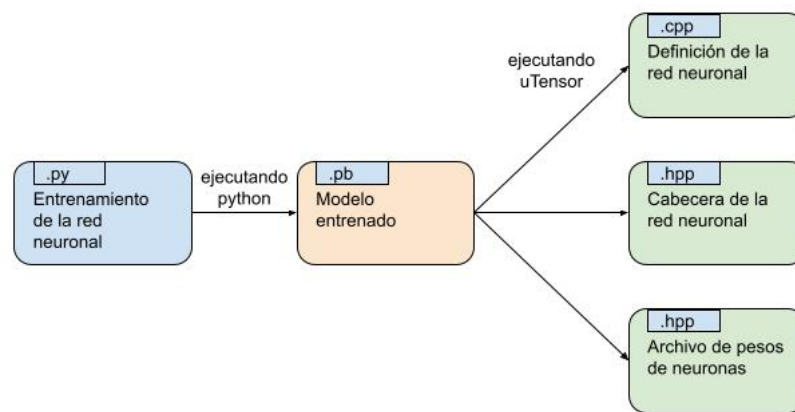 .py
Entrenamiento
de la red
neuronal
ejecutando
python
.pb
Modelo
entrenado
ejecutando
uTensor
.cpp
Definición de la
red neuronal
.hpp
Cabecera de la
red neuronal
.hpp
Archivo de pesos
de neuronas